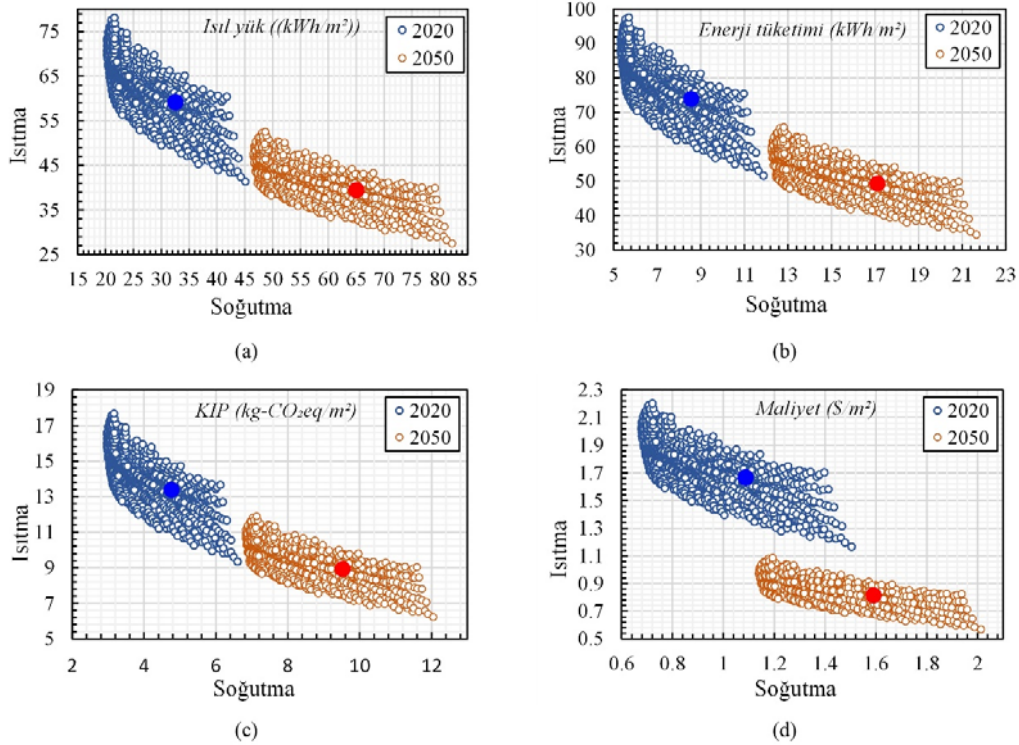 Isıl yük ((kWh/m²))
2020
2050
75
65
55
45
35
25
Isıtma
15 20 25 30 35 40 45 50 55 60 65 70 75 80 85
Soğutma
(a)
Enerji tüketimi (kWh/m²)
2020
2050
100
90
80
70
60
50
40
30
Isıtma
5 7 9 11 13 15 17 19 21 23
Soğutma
(b)
KIP (kg-CO₂eq/m²)
2020
2050
19
17
15
13
11
9
7
5
Isıtma
2 4 6 8 10 12
Soğutma
(c)
Maliyet ($/m²)
2020
2050
2.3
2.1
1.9
1.7
1.5
1.3
1.1
0.9
0.7
0.5
Isıtma
0.6 0.8 1 1.2 1.4 1.6 1.8 2
Soğutma
(d)